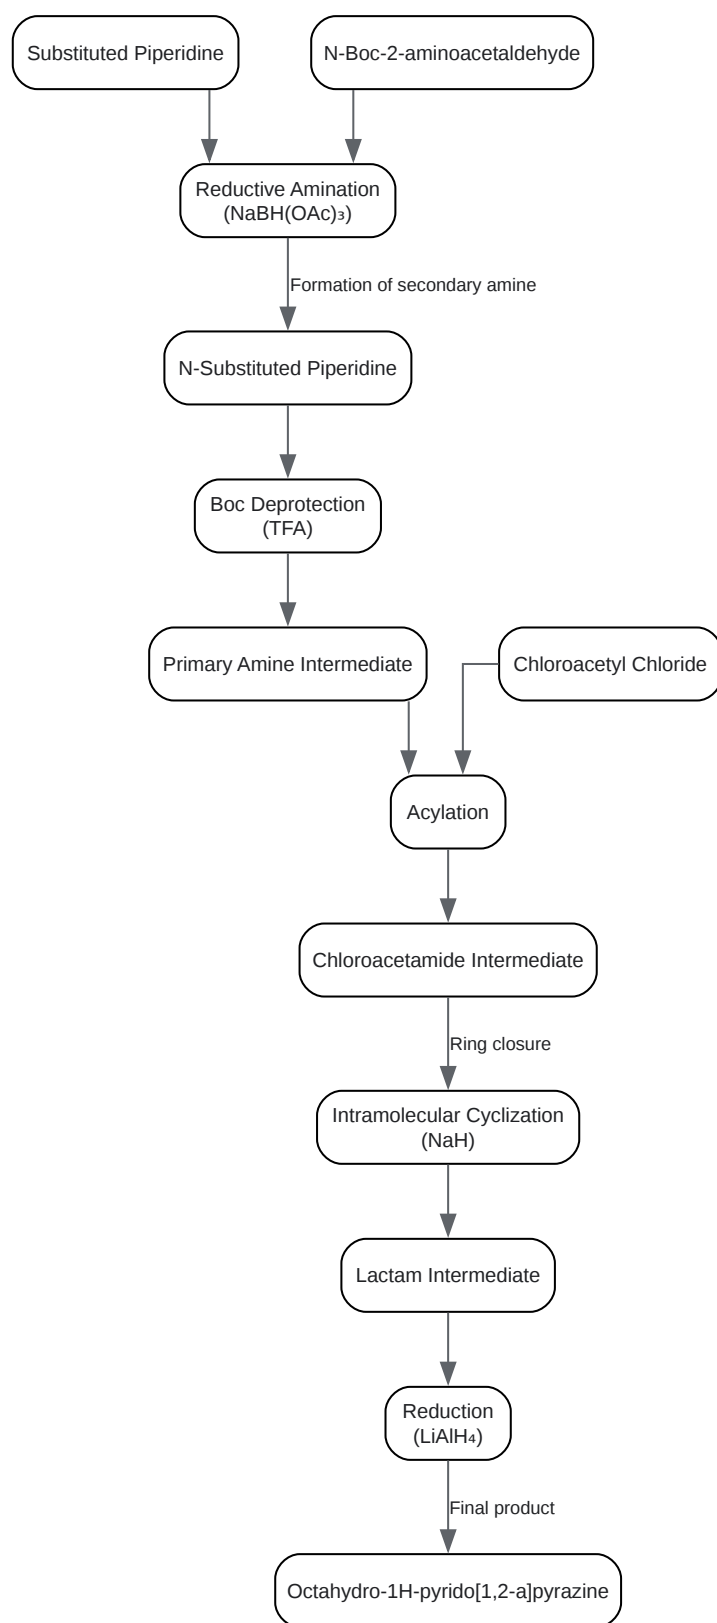 Substituted Piperidine
N-Boc-2-aminoacetaldehyde
Reductive Amination
(NaBH(OAc)₃)
Formation of secondary amine
N-Substituted Piperidine
Boc Deprotection
(TFA)
Primary Amine Intermediate
Chloroacetyl Chloride
Acylation
Chloroacetamide Intermediate
Ring closure
Intramolecular Cyclization
(NaH)
Lactam Intermediate
Reduction
(LiAlH₄)
Final product
Octahydro-1H-pyrido[1,2-a]pyrazine